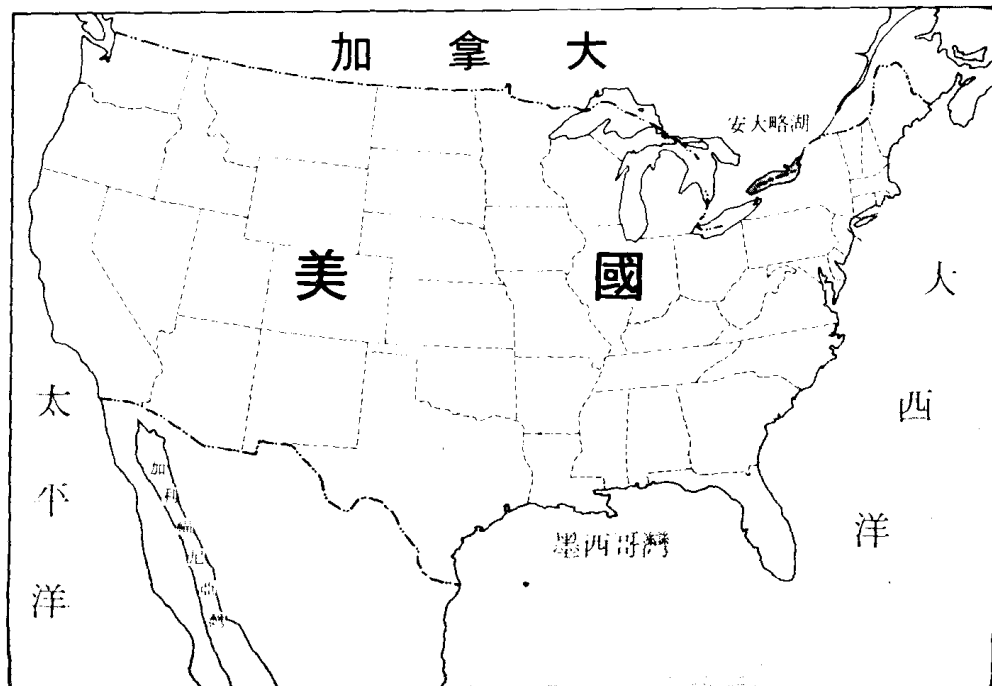 加拿大
安大略湖
美國
大西洋
太平洋
墨西哥灣
加利福尼亞灣